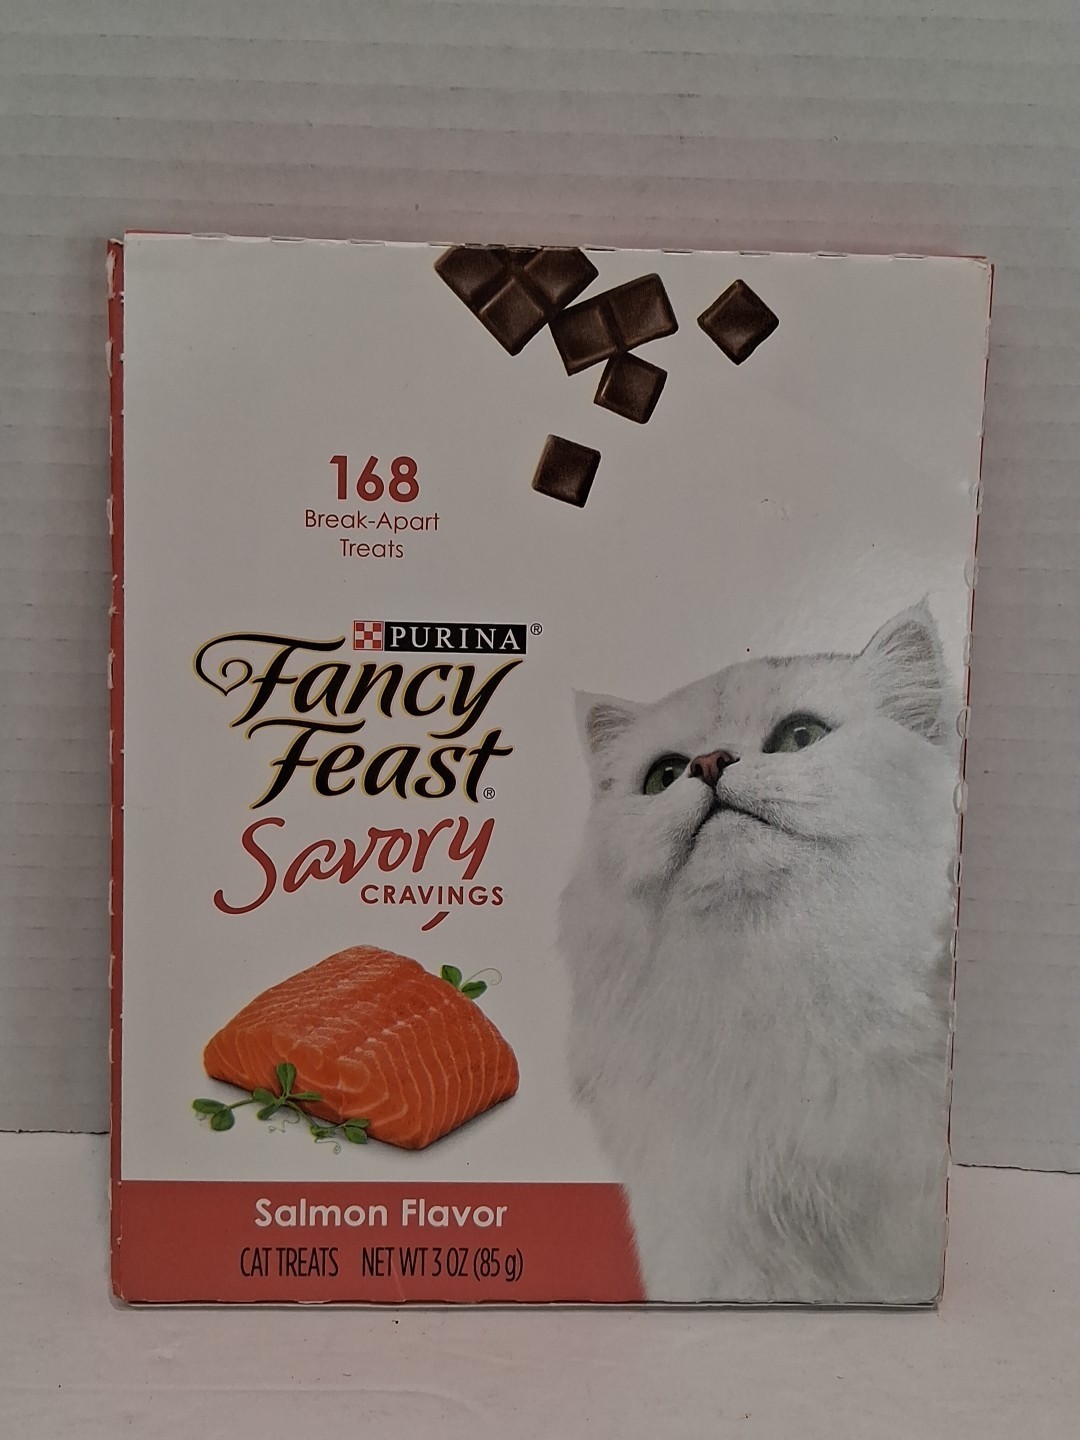 168
Break-Apart
Treats
PURINA®
Fancy
Feast®
Savory
CRAVINGS
Salmon Flavor
CAT TREATS NET WT 3 OZ (85 g)